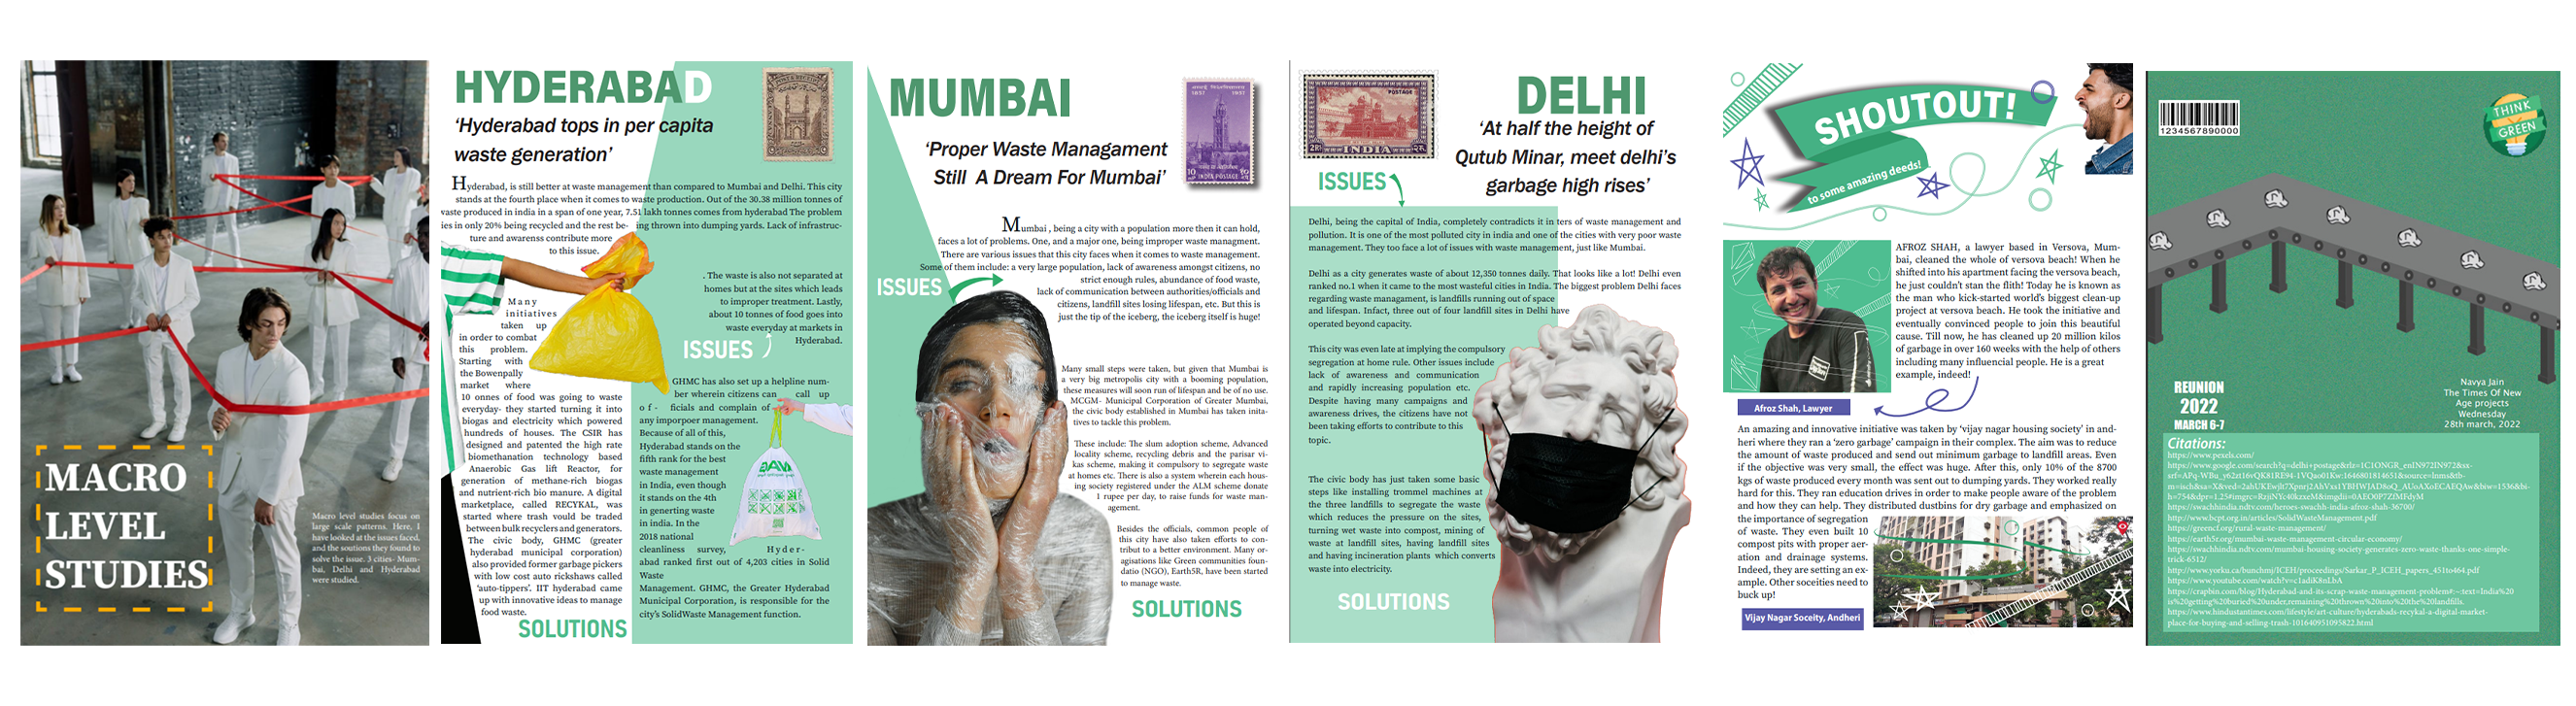 MACRO
LEVEL
STUDIES
Macro level studies focus on
large scale patterns. Here, I
have looked at the issues faced,
and the soutions they found to
solve the issue. 3 cities- Mum-
bai, Delhi and Hyderabad
were studied.
HYDERABAD
‘Hyderabad tops in per capita
waste generation’
Hyderabad, is still better at waste management than compared to Mumbai and Delhi. This city
stands at the fourth place when it comes to waste production. Out of the 30.38 million tonnes of
waste produced in india in a span of one year, 7.51 lakh tonnes comes from hyderabad The problem
ies in only 20% being recycled and the rest be- ing thrown into dumping yards. Lack of infrastruc-
ture and awarenss contribute more
to this issue.
. The waste is also not separated at
homes but at the sites which leads
to improper treatment. Lastly,
about 10 tonnes of food goes into
waste everyday at markets in
Hyderabad.
ISSUES
Many
initiatives
taken up
in order to combat
this problem.
Starting with
the Bowenpally
market where
10 onnes of food was going to waste
everyday- they started turning it into
biogas and electricity which powered
hundreds of houses. The CSIR has
designed and patented the high rate
biomethanation technology based
Anaerobic Gas lift Reactor, for
generation of methane-rich biogas
and nutrient-rich bio manure. A digital
marketplace, called RECYKAL, was
started where trash vould be traded
between bulk recyclers and generators.
The civic body, GHMC (greater
hyderabad municipal corporation)
also provided former garbage pickers
with low cost auto rickshaws called
‘auto-tippers’. IIT hyderabad came
up with innovative ideas to manage
food waste.
SOLUTIONS
GHMC has also set up a helpline num-
ber wherein citizens can call up
of- ficials and complain of
any imporpoer management.
Because of all of this,
Hyderabad stands on the
fifth rank for the best
waste management
in India, even though
it stands on the 4th
in generting waste
in india. In the
2018 national
cleanliness survey, Hyder-
abad ranked first out of 4,203 cities in Solid
Waste
Management. GHMC, the Greater Hyderabad
Municipal Corporation, is responsible for the
city’s SolidWaste Management function.
MUMBAI
‘Proper Waste Managament
Still A Dream For Mumbai’
1857 1957
10
INDIA POSTAGE
Mumbai , being a city with a population more then it can hold,
faces a lot of problems. One, and a major one, being improper waste managment.
There are various issues that this city faces when it comes to waste management.
Some of them include: a very large population, lack of awareness amongst citizens, no
strict enough rules, abundance of food waste,
lack of communication between authorities/officials and
citizens, landfill sites losing lifespan, etc. But this is
just the tip of the iceberg, the iceberg itself is huge!
ISSUES
Many small steps were taken, but given that Mumbai is
a very big metropolis city with a booming population,
these measures will soon run of lifespan and be of no use.
MCGM- Municipal Corporation of Greater Mumbai,
the civic body established in Mumbai has taken inita-
tives to tackle this problem.
These include: The slum adoption scheme, Advanced
locality scheme, recycling debris and the parisar vi-
kas scheme, making it compulsory to segregate waste
at homes etc. There is also a system wherein each hous-
ing society registered under the ALM scheme donate
1 rupee per day, to raise funds for waste man-
agement.
Besides the officials, common people of
this city have also taken efforts to con-
tribut to a better environment. Many or-
agisations like Green communities foun-
datio (NGO), Earth5R, have been started
to manage waste.
SOLUTIONS
POSTAGE
INDIA
DELHI
‘At half the height of
Qutub Minar, meet delhi’s
garbage high rises’
ISSUES
Delhi, being the capital of India, completely contradicts it in ters of waste management and
pollution. It is one of the most polluted city in india and one of the cities with very poor waste
management. They too face a lot of issues with waste management, just like Mumbai.
Delhi as a city generates waste of about 12,350 tonnes daily. That looks like a lot! Delhi even
ranked no.1 when it came to the most wasteful cities in India. The biggest problem Delhi faces
regarding waste managament, is landfills running out of space
and lifespan. Infact, three out of four landfill sites in Delhi have
operated beyond capacity.
This city was even late at implying the compulsory
segregation at home rule. Other issues include
lack of awareness and communication
and rapidly increasing population etc.
Despite having many campaigns and
awareness drives, the citizens have not
been taking efforts to contribute to this
topic.
The civic body has just taken some basic
steps like installing trommel machines at
the three landfills to segregate the waste
which reduces the pressure on the sites,
turning wet waste into compost, mining of
waste at landfill sites, having landfill sites
and having incineration plants which converts
waste into electricity.
SOLUTIONS
SHOUTOUT!
to some amazing deeds!
AFROZ SHAH, a lawyer based in Versova, Mum-
bai, cleaned the whole of versova beach! When he
shifted into his apartment facing the versova beach,
he just couldn't stan the flith! Today he is known as
the man who kick-started world's biggest clean-up
project at versova beach. He took the initiative and
eventually convinced people to join this beautiful
cause. Till now, he has cleaned up 20 million kilos
of garbage in over 160 weeks with the help of others
including many influential people. He is a great
example, indeed!
Afroz Shah, Lawyer
An amazing and innovative initiative was taken by ‘vijay nagar housing society’ in and-
heri where they ran a ‘zero garbage’ campaign in their complex. The aim was to reduce
the amount of waste produced and send out minimum garbage to landfill areas. Even
if the objective was very small, the effect was huge. After this, only 10% of the 8700
kgs of waste produced every month was sent out to dumping yards. They worked really
hard for this. They ran education drives in order to make people aware of the problem
and how they can help. They distributed dustbins for dry garbage and emphasized on
the importance of segregation
of waste. They even built 10
compost pits with proper aer-
ation and drainage systems.
Indeed, they are setting an ex-
ample. Other soceities need to
buck up!
Vijay Nagar Soceity, Andheri
1234567890000
THINK
GREEN
REUNION
2022
MARCH 6-7
Navya Jain
The Times Of New
Age projects
Wednesday
28th march, 2022
Citations:
https://www.pexels.com/
https://swachhindia.ndtv.com/heroes-swachh-india-afroz-shah-36700/
http://www.bcpt.org.in/articles/SolidWasteManagement.pdf
https://greencf.org/rural-waste-management/
https://earth5r.org/mumbai-waste-management-circular-economy/
https://swachhindia.ndtv.com/mumbai-housing-society-generates-zero-waste-thanks-one-simple-
trick-6512/
http://www.yorku.ca/bunchmj/ICEH/proceedings/Sarkar_P_ICEH_papers_451to464.pdf
https://www.youtube.com/watch?v=c1adiK8nLbA
https://crapbin.com/blog/Hyderabad-and-its-scrap-waste-management-problem#:~:text=India%20
is%20getting%20buried%20under,remaining%20thrown%20into%20the%20landfills.
https://www.hindustantimes.com/lifestyle/art-culture/hyderabads-recykal-a-digital-market-
place-for-buying-and-selling-trash-101640951095822.html